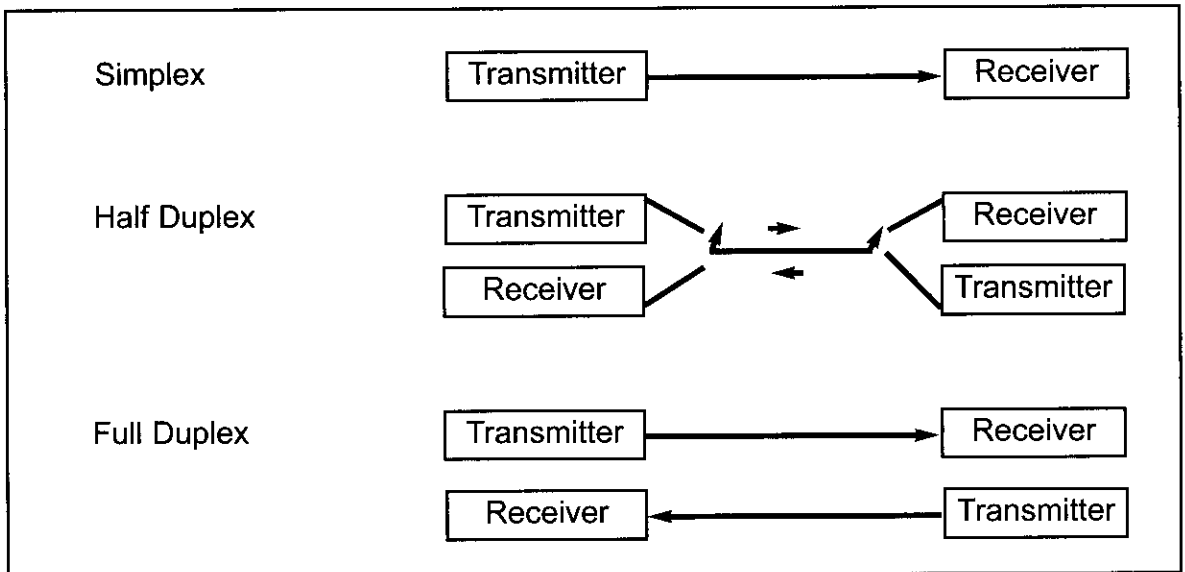 Simplex Transmitter Receiver
Half Duplex Transmitter Receiver
Receiver Transmitter
Full Duplex Transmitter Receiver
Receiver Transmitter